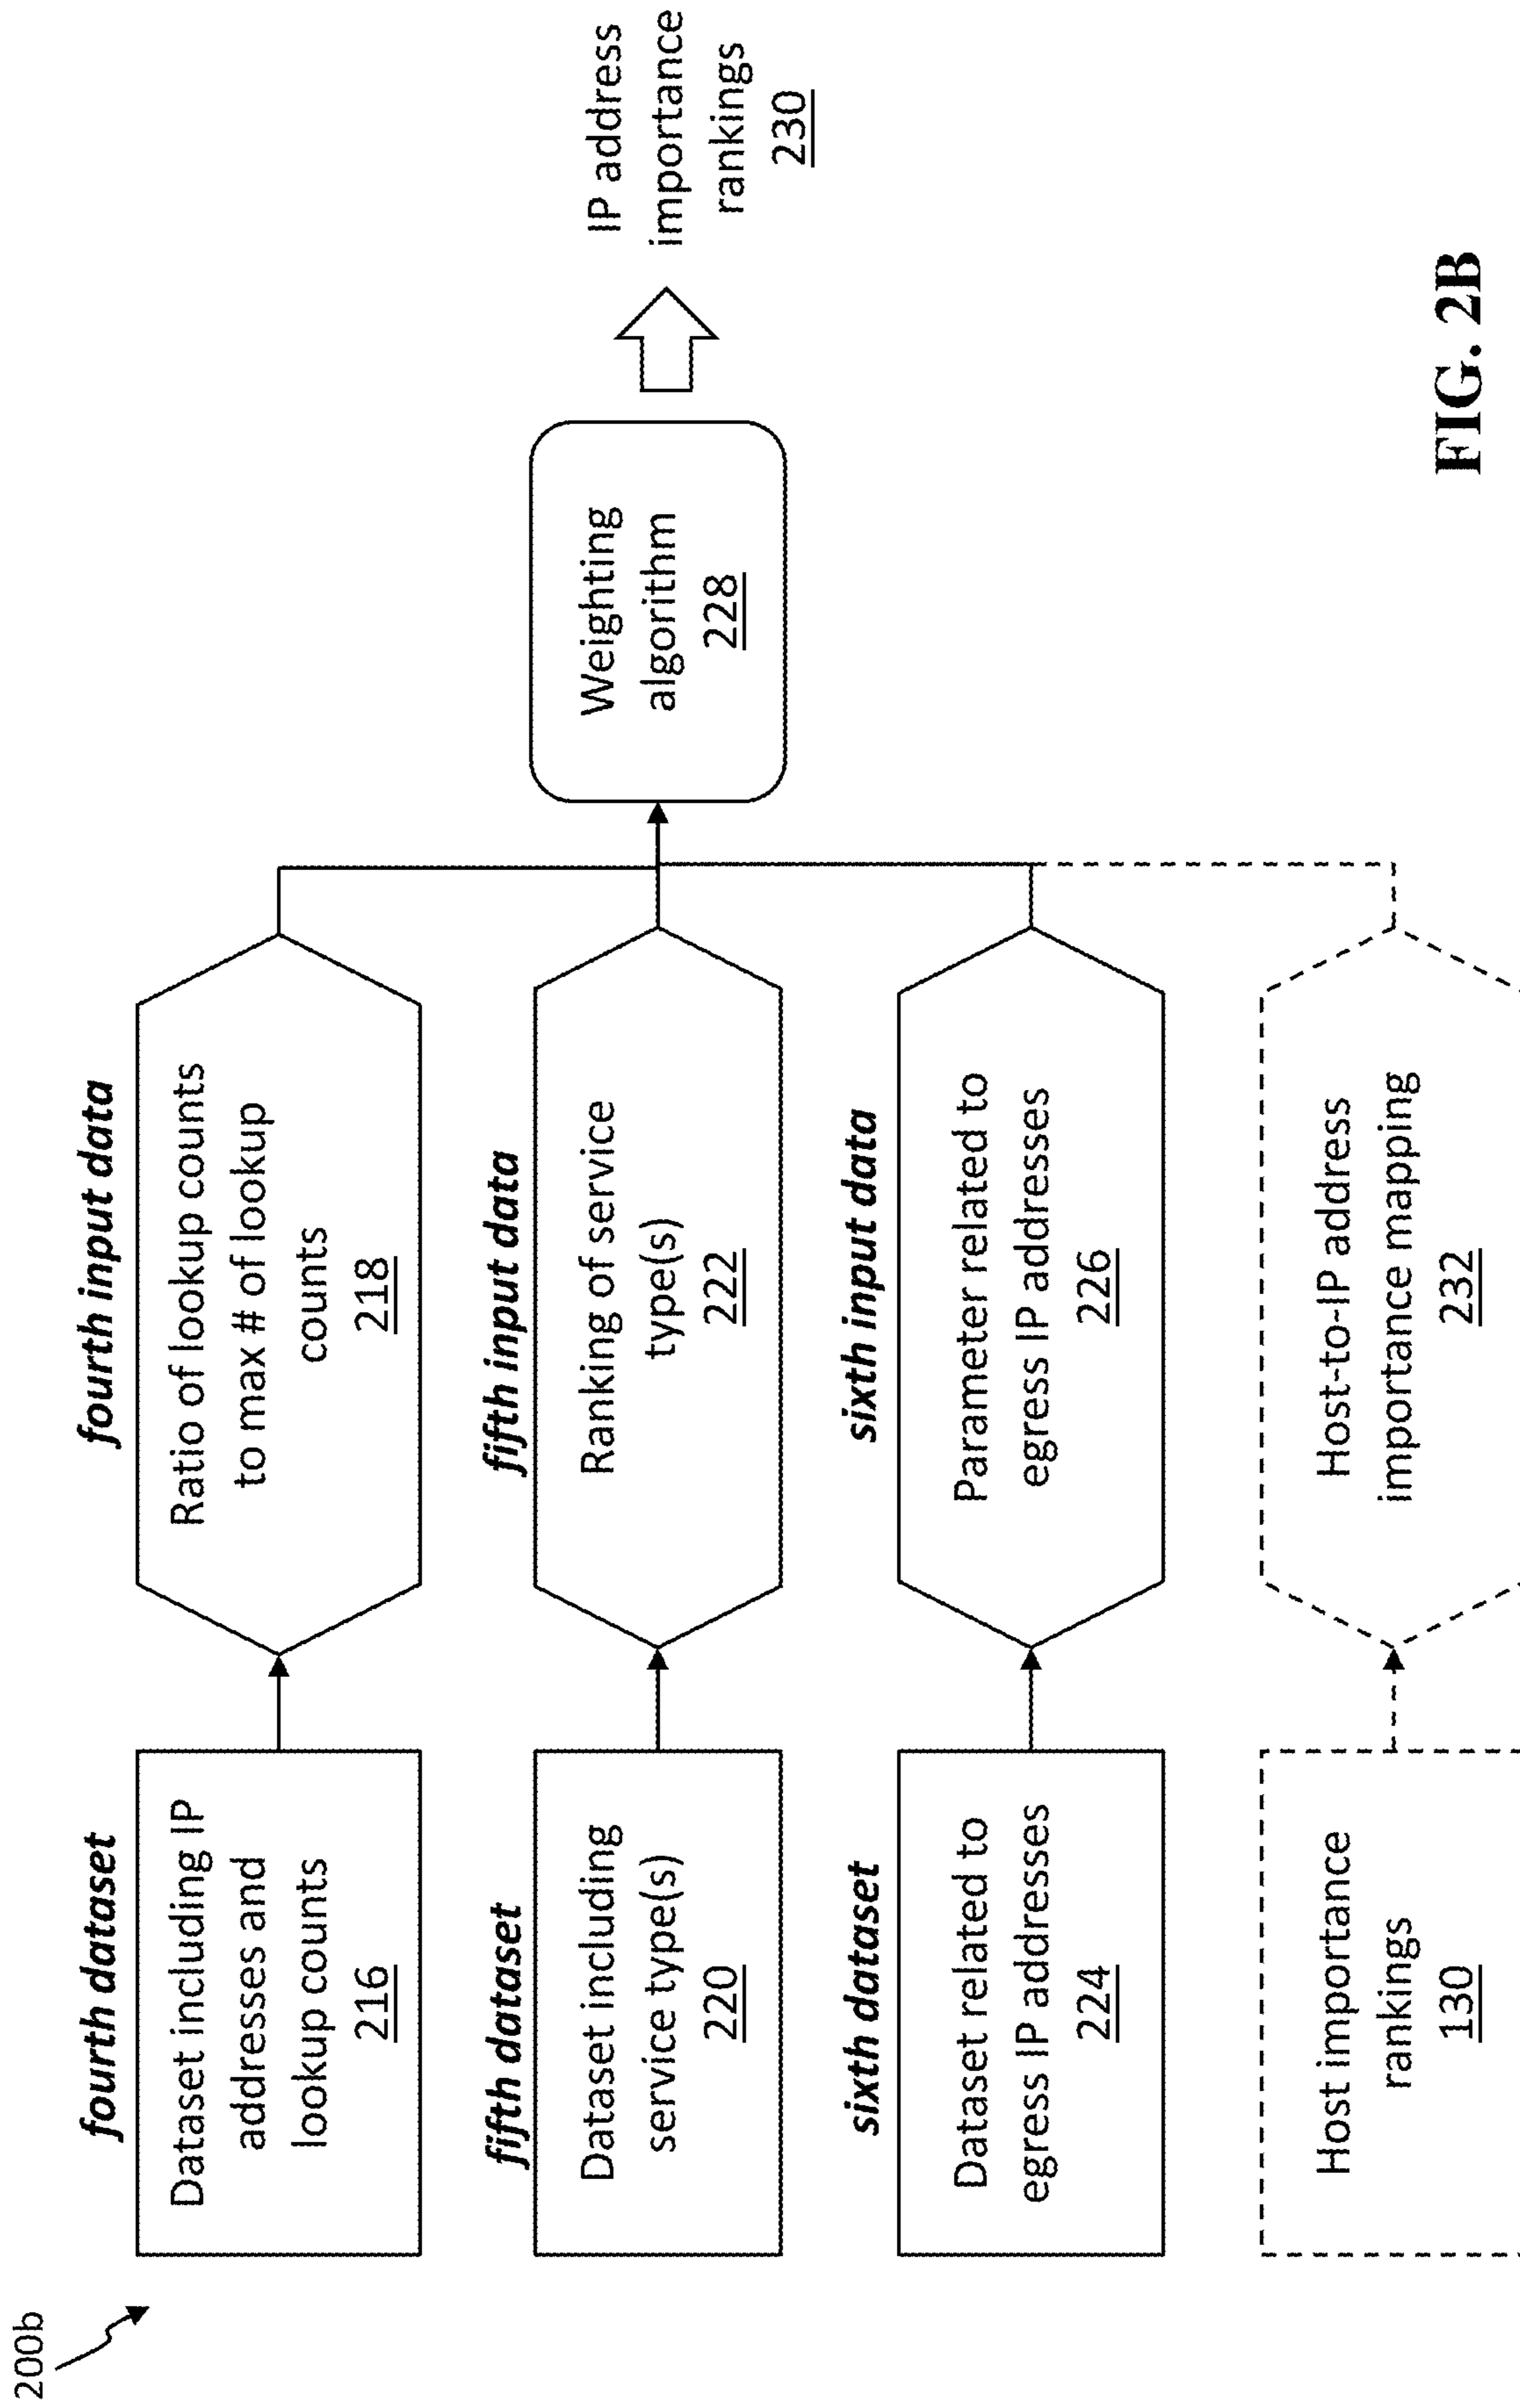 200b
fourth dataset
Dataset including IP
addresses and
lookup counts
216
fourth input data
Ratio of lookup counts
to max # of lookup
counts
218
fifth dataset
Dataset including
service type(s)
220
fifth input data
Ranking of service
type(s)
222
sixth dataset
Dataset related to
egress IP addresses
224
sixth input data
Parameter related to
egress IP addresses
226
Host importance
rankings
130
Host-to-IP address
importance mapping
232
Weighting
algorithm
228
IP address
importance
rankings
230
FIG. 2B